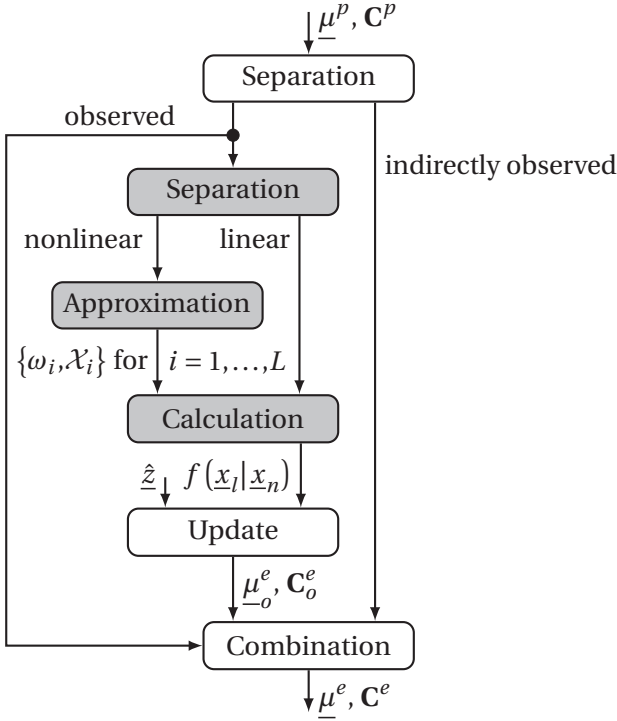 μ^p, C^p
Separation
observed
indirectly observed
Separation
nonlinear
linear
Approximation
{ω_i, 𝒳_i} for i = 1,…,L
Calculation
ẑ f(x_l|x_n)
Update
μ_o^e, C_o^e
Combination
μ^e, C^e